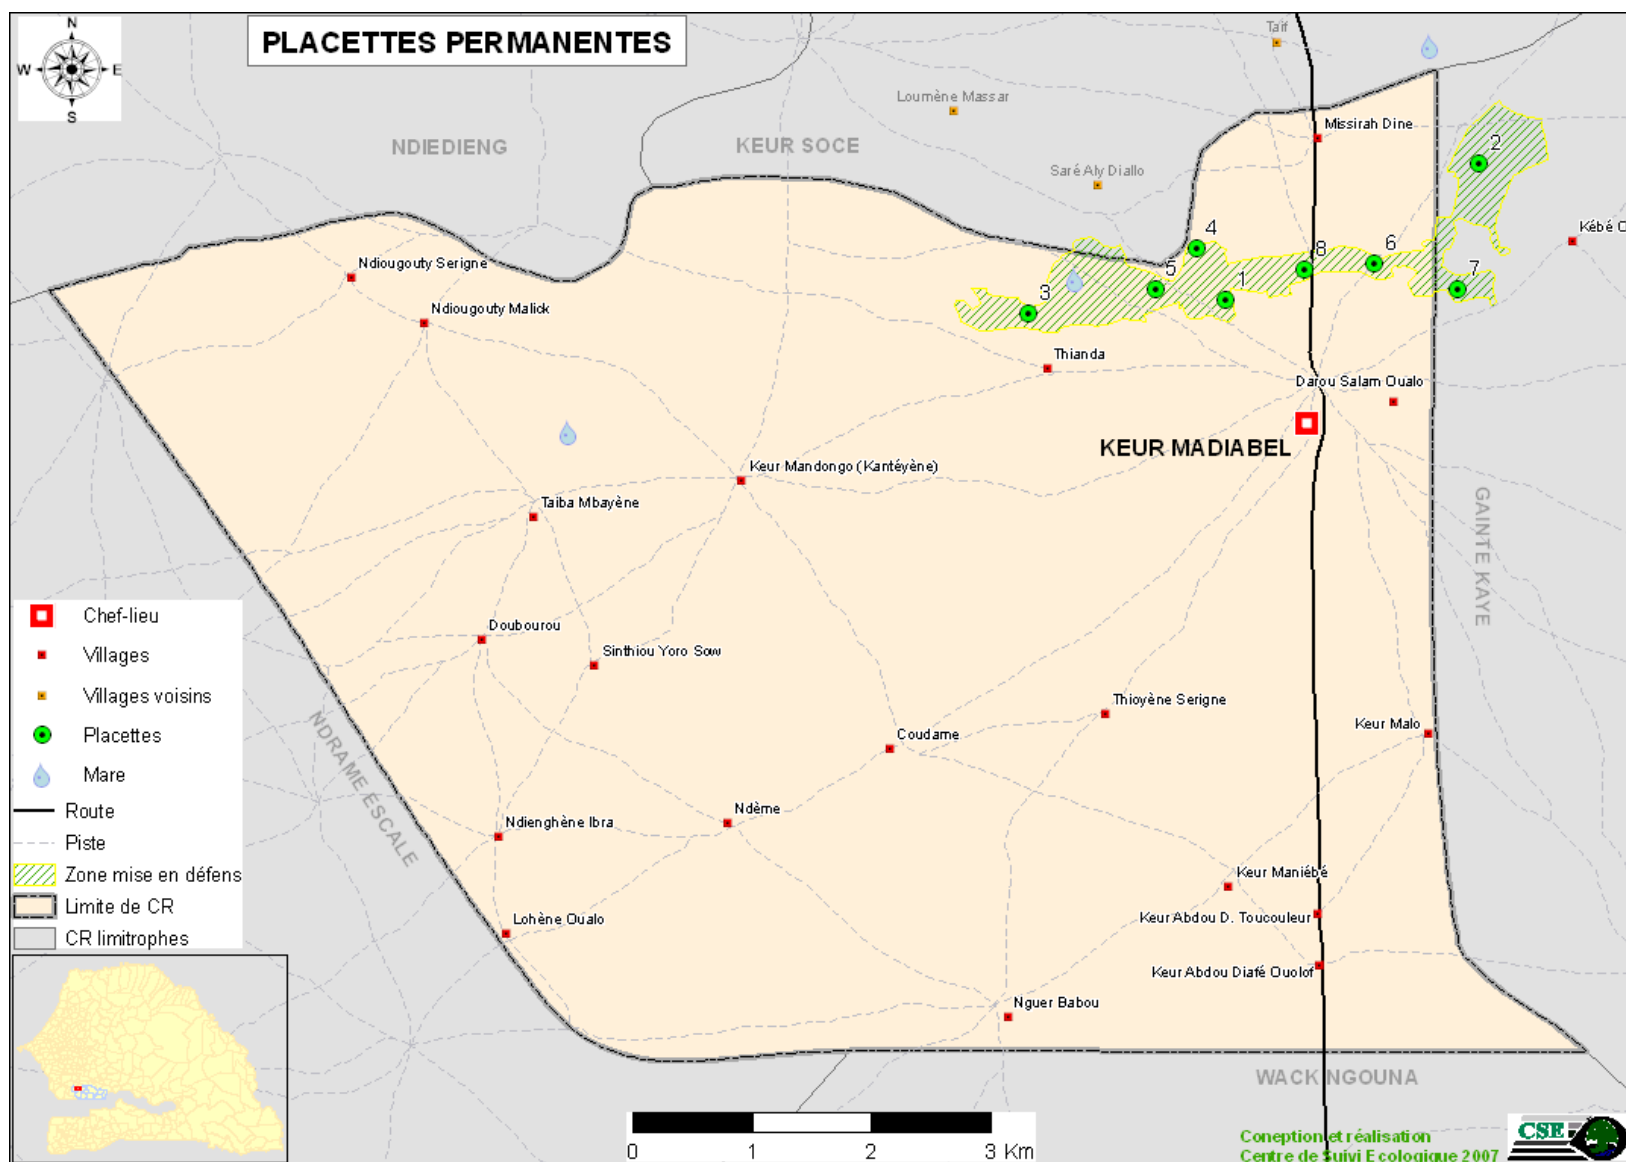 N
W E
S
PLACETTES PERMANENTES
Taïf
Loumène Massar
Missirah Dine
NDIEDIENG
KEUR SOCE
Saré Aly Diallo
2
Kébé O
4
8
6
Ndiougouty Serigne
5
1
7
3
Ndiougouty Malick
Thianda
Darou Salam Oualo
KEUR MADIABEL
Keur Mandongo (Kantéyène)
Taiba Mbayène
GAINTE KAYE
Doubourou
Sinthiou Yoro Sow
Thioyène Serigne
Keur Malo
Coudame
NDRAME ESCALE
Ndème
Ndienghène Ibra
Keur Maniébé
Keur Abdou D. Toucouleur
Lohène Oualo
Keur Abdou Diafé Ouolof
Nguer Babou
WACK NGOUNA
Chef-lieu
Villages
Villages voisins
Placettes
Mare
Route
Piste
Zone mise en défens
Limite de CR
CR limitrophes
0 1 2 3 Km
Coneption et réalisation
Centre de Suivi Ecologique 2007
CSE